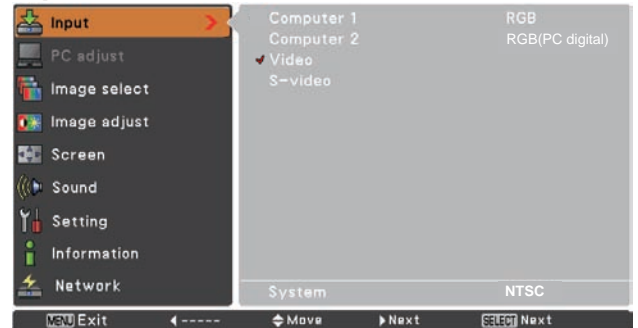 Input
PC adjust
Image select
Image adjust
Screen
Sound
Setting
Information
Network
Computer 1 RGB
Computer 2 RGB(PC digital)
Video
S-video
System NTSC
MENU Exit ◄----- Move Next SELECT Next